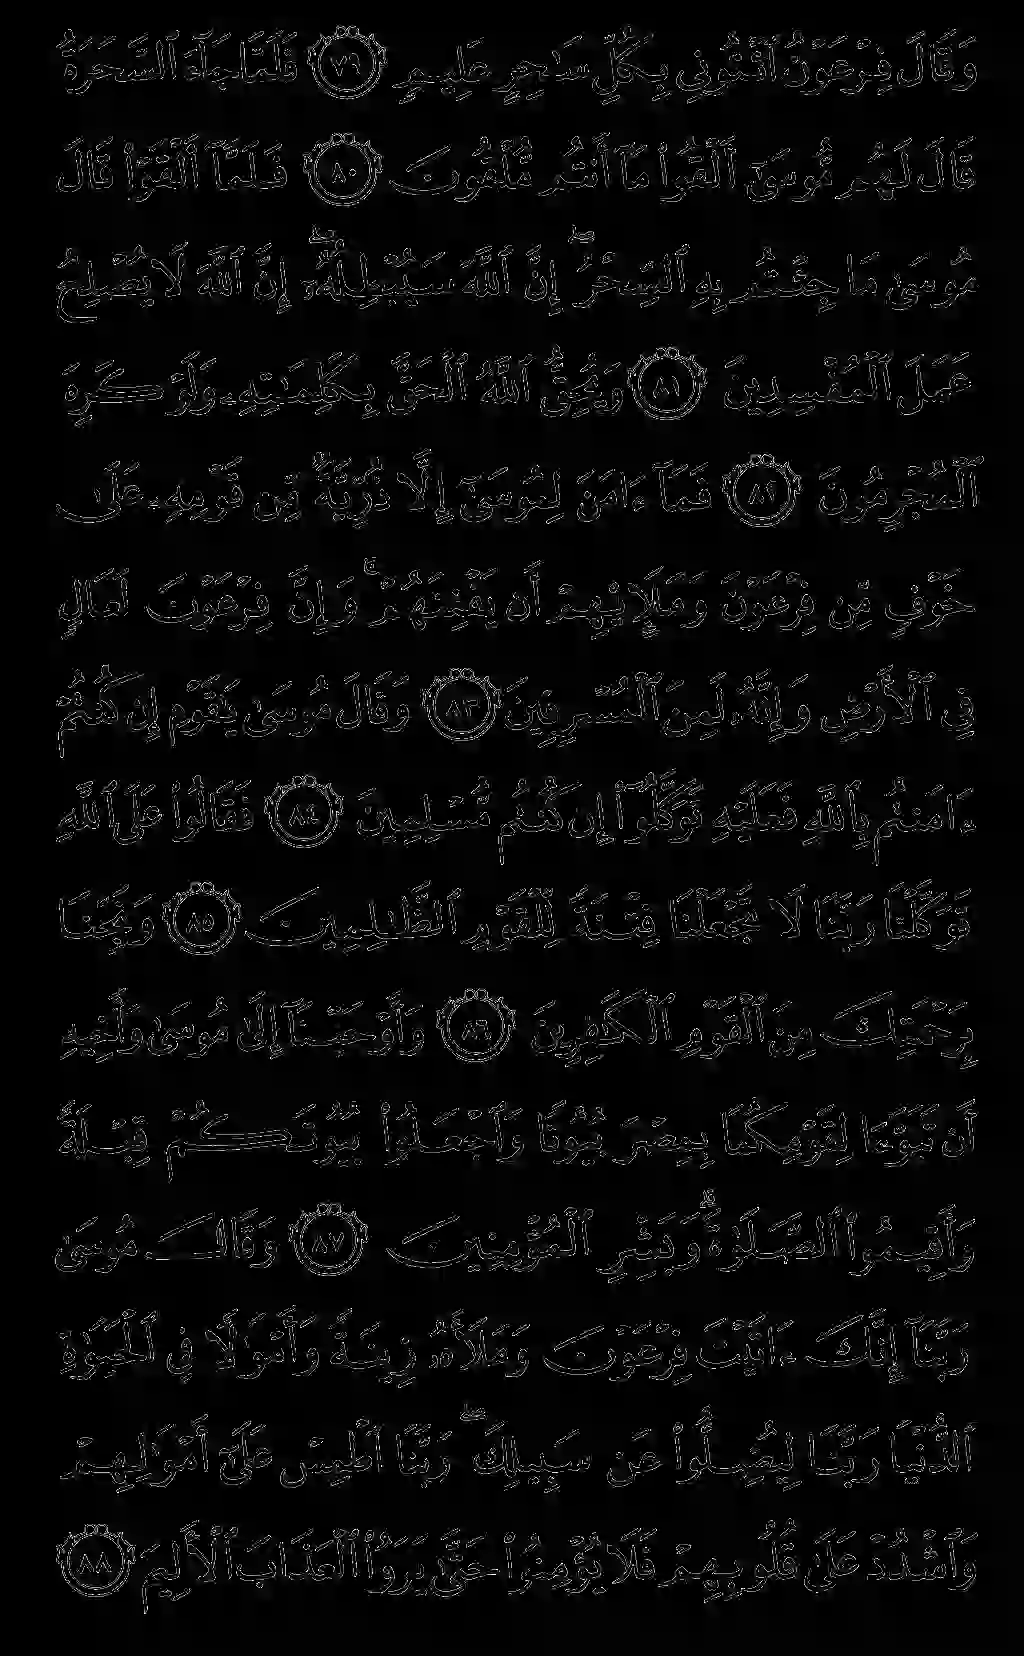 وَقَالَ فِرْعَوْنُ ٱئْتُونِى بِكُلِّ سَٰحِرٍ عَلِيمٍ ٧٩ فَلَمَّا جَآءَ ٱلسَّحَرَةُ
قَالَ لَهُم مُّوسَىٰٓ أَلْقُوا۟ مَآ أَنتُم مُّلْقُونَ ٨٠ فَلَمَّآ أَلْقَوْا۟ قَالَ
مُوسَىٰ مَا جِئْتُم بِهِ ٱلسِّحْرُ ۖ إِنَّ ٱللَّهَ سَيُبْطِلُهُۥٓ ۖ إِنَّ ٱللَّهَ لَا يُصْلِحُ
عَمَلَ ٱلْمُفْسِدِينَ ٨١ وَيُحِقُّ ٱللَّهُ ٱلْحَقَّ بِكَلِمَٰتِهِۦ وَلَوْ كَرِهَ
ٱلْمُجْرِمُونَ ٨٢ فَمَآ ءَامَنَ لِمُوسَىٰٓ إِلَّا ذُرِّيَّةٌ مِّن قَوْمِهِۦ عَلَىٰ
خَوْفٍ مِّن فِرْعَوْنَ وَمَلَإِي۟هِمْ أَن يَفْتِنَهُمْ ۚ وَإِنَّ فِرْعَوْنَ لَعَالٍ
فِى ٱلْأَرْضِ وَإِنَّهُۥ لَمِنَ ٱلْمُسْرِفِينَ ٨٣ وَقَالَ مُوسَىٰ يَٰقَوْمِ إِن كُنتُمْ
ءَامَنتُم بِٱللَّهِ فَعَلَيْهِ تَوَكَّلُوٓا۟ إِن كُنتُم مُّسْلِمِينَ ٨٤ فَقَالُوا۟ عَلَى ٱللَّهِ
تَوَكَّلْنَا رَبَّنَا لَا تَجْعَلْنَا فِتْنَةً لِّلْقَوْمِ ٱلظَّٰلِمِينَ ٨٥ وَنَجِّنَا
بِرَحْمَتِكَ مِنَ ٱلْقَوْمِ ٱلْكَٰفِرِينَ ٨٦ وَأَوْحَيْنَآ إِلَىٰ مُوسَىٰ وَأَخِيهِ
أَن تَبَوَّءَا لِقَوْمِكُمَا بِمِصْرَ بُيُوتًا وَٱجْعَلُوا۟ بُيُوتَكُمْ قِبْلَةً
وَأَقِيمُوا۟ ٱلصَّلَوٰةَ ۗ وَبَشِّرِ ٱلْمُؤْمِنِينَ ٨٧ وَقَالَ مُوسَىٰ
رَبَّنَآ إِنَّكَ ءَاتَيْتَ فِرْعَوْنَ وَمَلَأَهُۥ زِينَةً وَأَمْوَٰلًا فِى ٱلْحَيَوٰةِ
ٱلدُّنْيَا رَبَّنَا لِيُضِلُّوا۟ عَن سَبِيلِكَ ۖ رَبَّنَا ٱطْمِسْ عَلَىٰٓ أَمْوَٰلِهِمْ
وَٱشْدُدْ عَلَىٰ قُلُوبِهِمْ فَلَا يُؤْمِنُوا۟ حَتَّىٰ يَرَوُا۟ ٱلْعَذَابَ ٱلْأَلِيمَ ٨٨